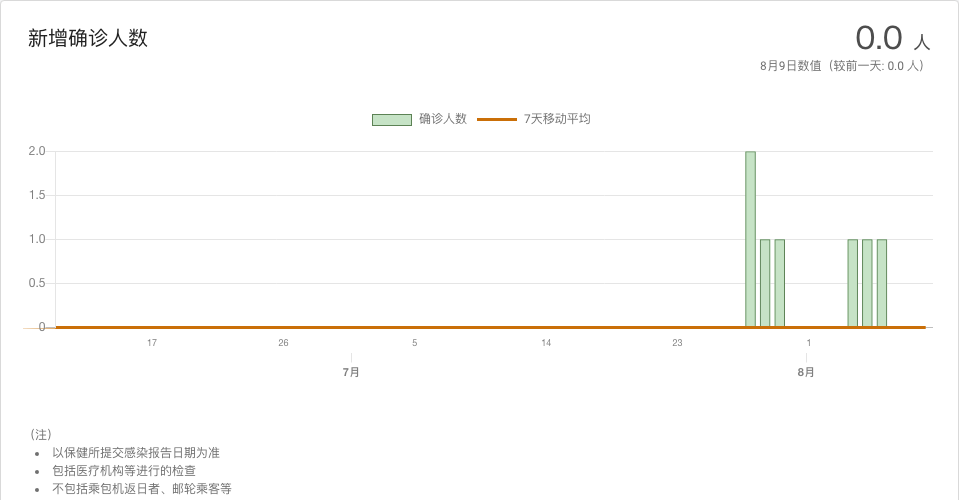 新增确诊人数
0.0 人
8月9日数值（较前一天: 0.0 人）
确诊人数 7天移动平均
2.0
1.5
1.0
0.5
0
17 26 5 14 23 1
7月 8月
（注）
• 以保健所提交感染报告日期为准
• 包括医疗机构等进行的检查
• 不包括乘包机返日者、邮轮乘客等